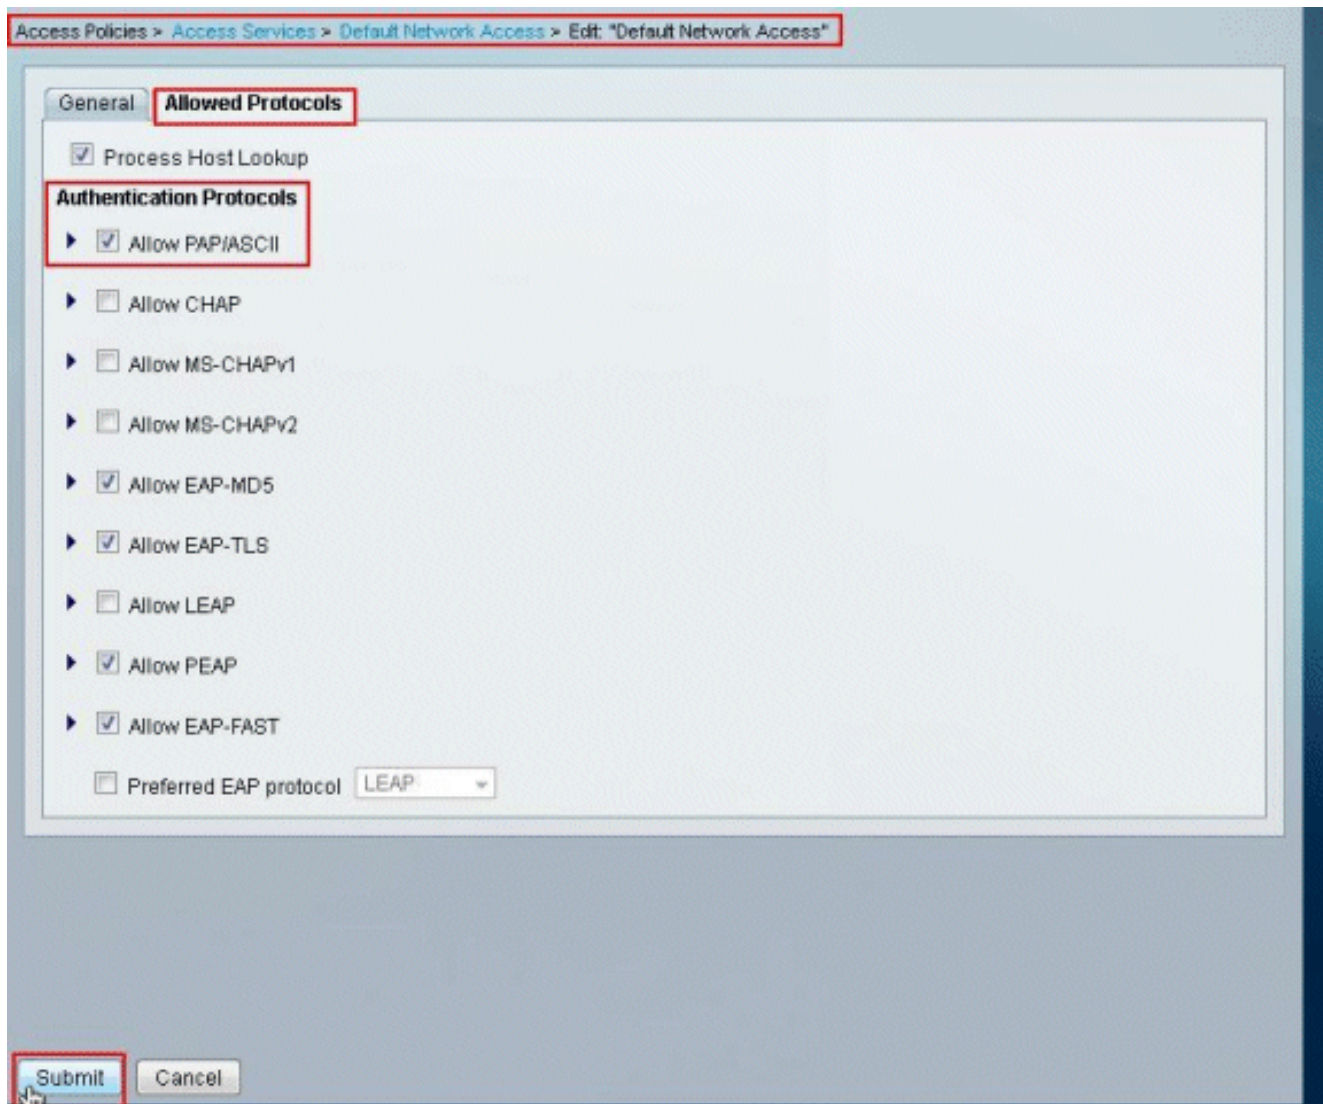 Access Policies > Access Services > Default Network Access > Edit: "Default Network Access"
General Allowed Protocols
Process Host Lookup
Authentication Protocols
Allow PAP/ASCII
Allow CHAP
Allow MS-CHAPv1
Allow MS-CHAPv2
Allow EAP-MD5
Allow EAP-TLS
Allow LEAP
Allow PEAP
Allow EAP-FAST
Preferred EAP protocol LEAP
Submit Cancel